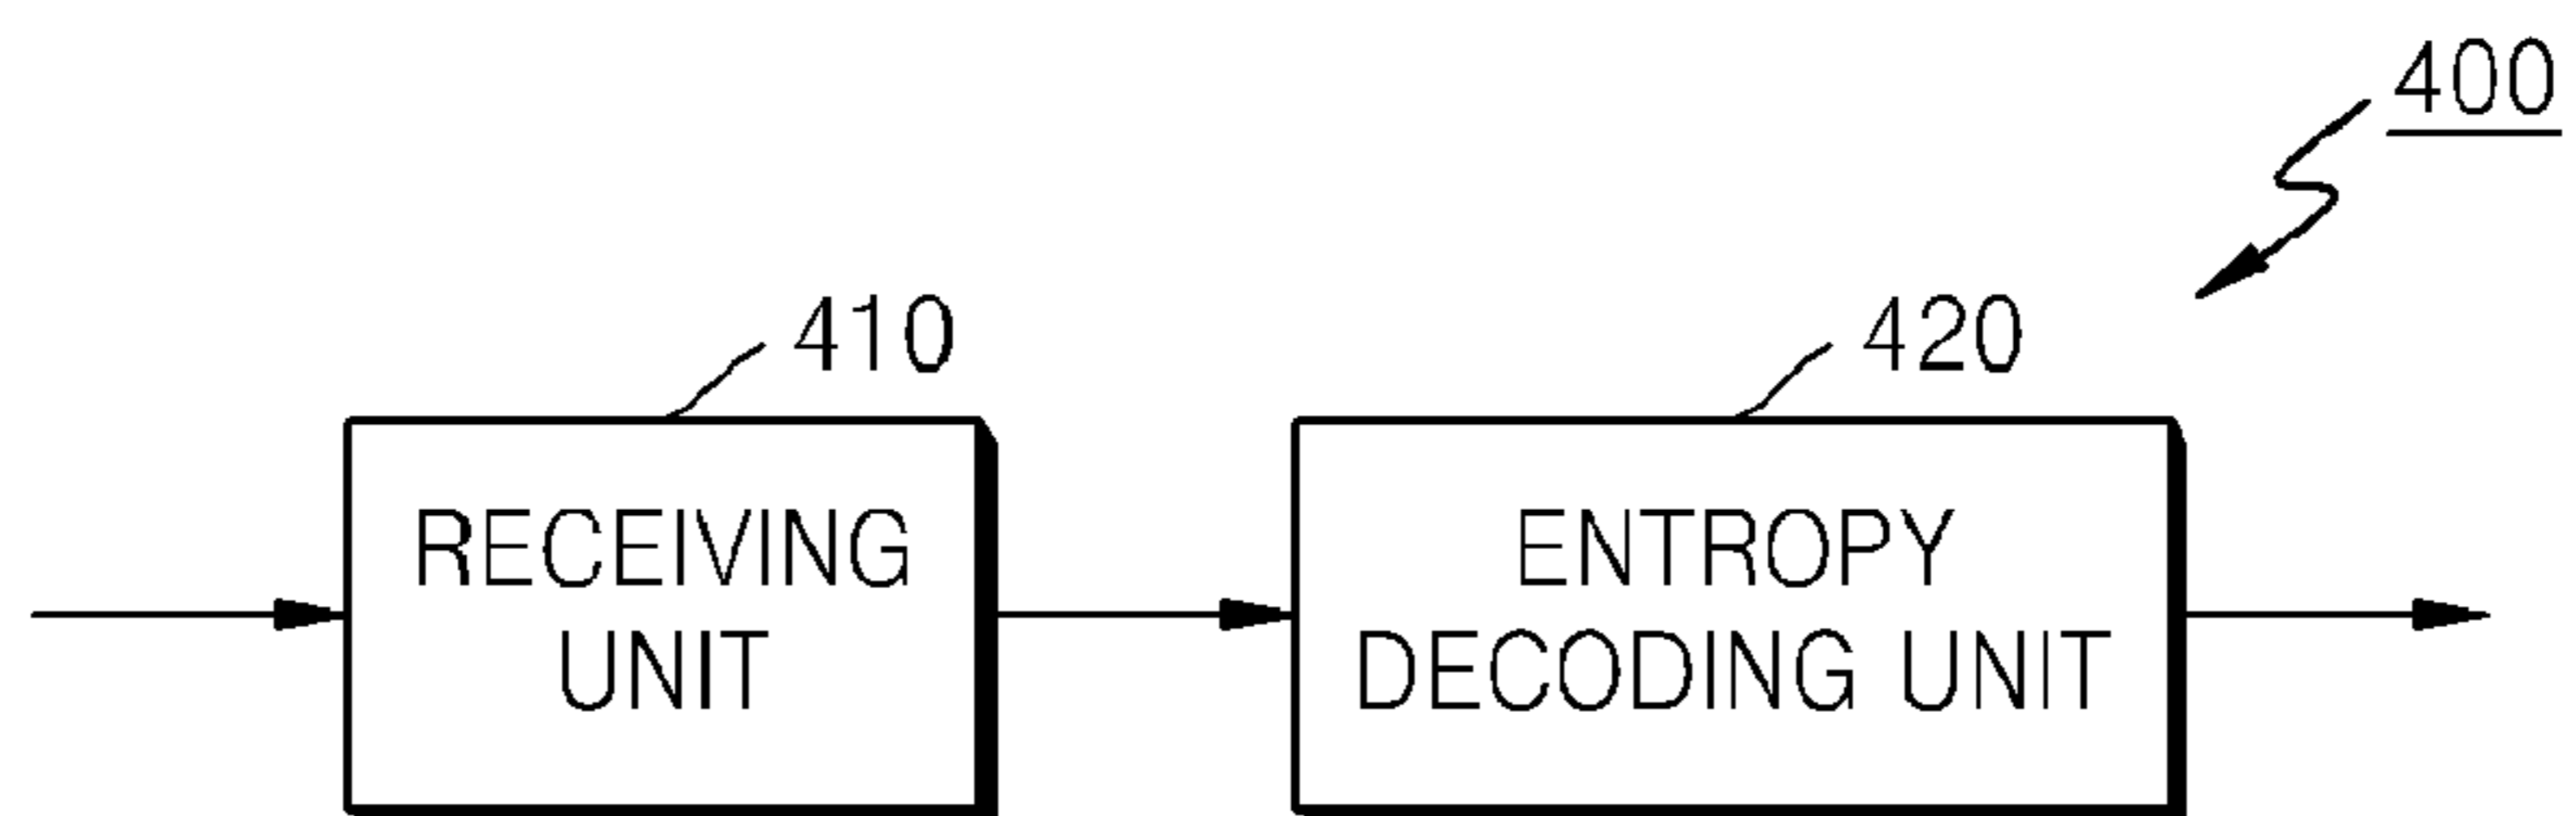 400
410
420
RECEIVING
UNIT
ENTROPY
DECODING UNIT